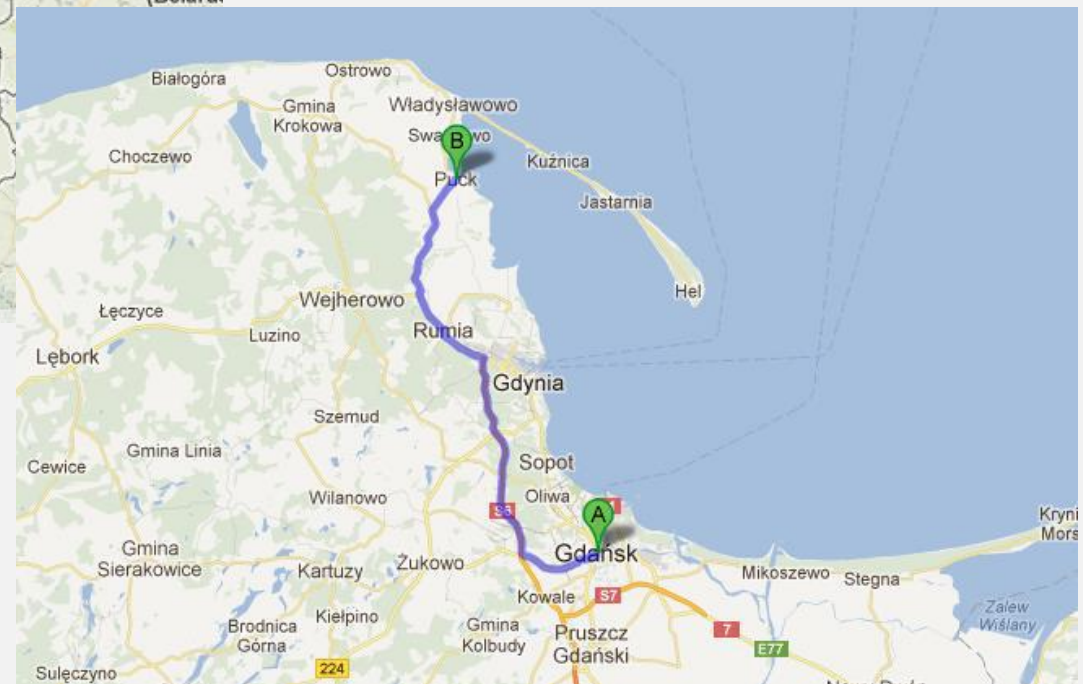 Ostrowo
Białogóra
Gmina
Krokowa
Władysławowo
B
Choczewo
Kuźnica
Puck
Jastarnia
Hel
Wejherowo
Łęczyce
Rumia
Luzino
Lębork
Gdynia
Szemud
Gmina Linia
Sopot
Cewice
Wilanowo
Oliwa
S6
A
Gdańsk
Gmina
Sierakowice
Żukowo
Kartuzy
Mikoszewo
Stegna
Kowale
S7
Zalew
Wiślany
Kiełpino
Brodnica
Górna
Gmina
Kolbudy
Pruszcz
Gdański
7
E77
224
Sulęczyno